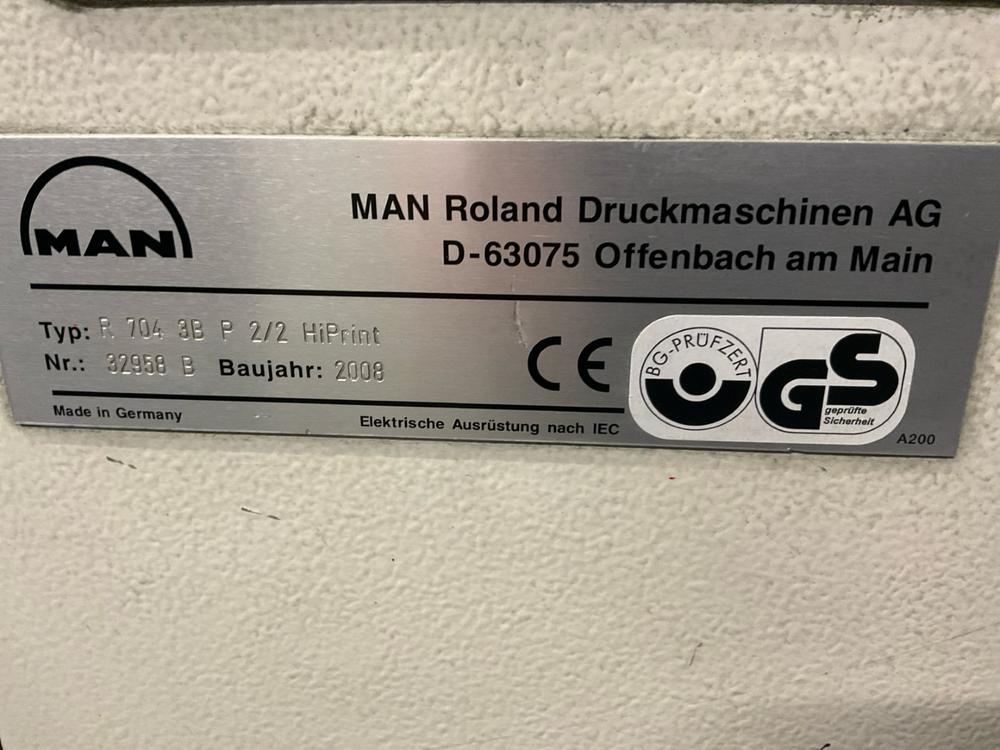 MAN
MAN Roland Druckmaschinen AG
D-63075 Offenbach am Main
Typ: R 704 3B P 2/2 HiPrint
Nr.: 32958 B Baujahr: 2008
CE
BG-PRÜFZERT
GS
geprüfte
Sicherheit
Made in Germany
Elektrische Ausrüstung nach IEC
A200